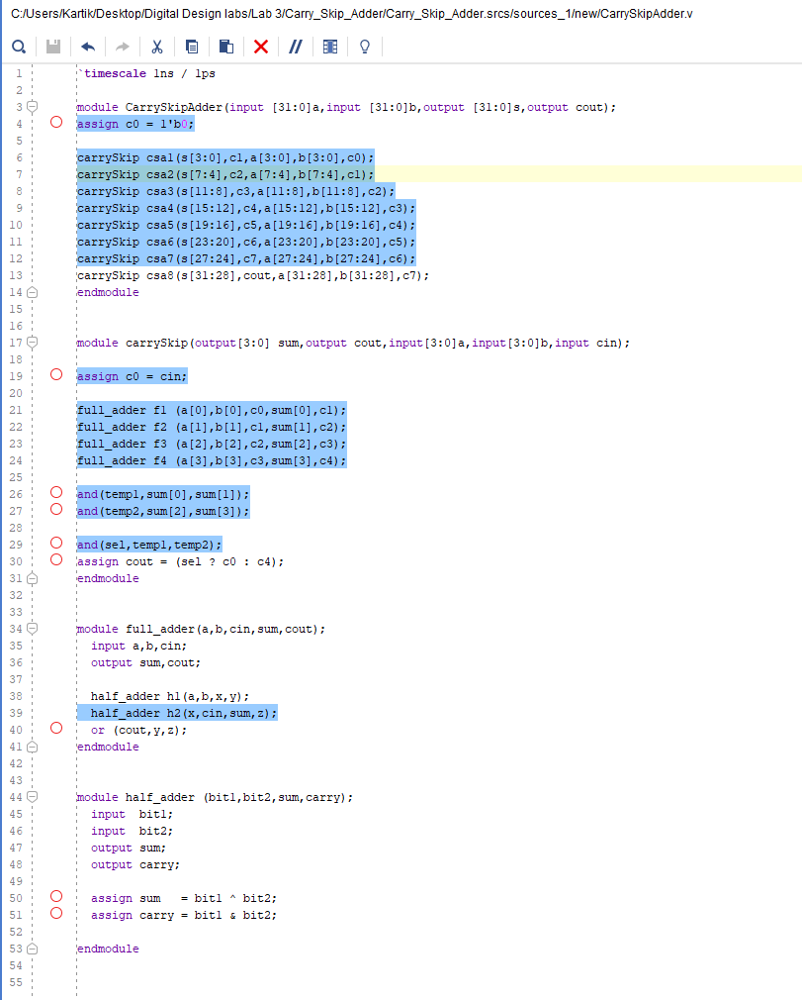 C:/Users/Kartik/Desktop/Digital Design labs/Lab 3/Carry_Skip_Adder/Carry_Skip_Adder.srcs/sources_1/new/CarrySkipAdder.v
1 `timescale 1ns / 1ps
2
3 module CarrySkipAdder(input [31:0]a,input [31:0]b,output [31:0]s,output cout);
4 assign c0 = 1'b0;
5
6 carrySkip csa1(s[3:0],c1,a[3:0],b[3:0],c0);
7 carrySkip csa2(s[7:4],c2,a[7:4],b[7:4],c1);
8 carrySkip csa3(s[11:8],c3,a[11:8],b[11:8],c2);
9 carrySkip csa4(s[15:12],c4,a[15:12],b[15:12],c3);
10 carrySkip csa5(s[19:16],c5,a[19:16],b[19:16],c4);
11 carrySkip csa6(s[23:20],c6,a[23:20],b[23:20],c5);
12 carrySkip csa7(s[27:24],c7,a[27:24],b[27:24],c6);
13 carrySkip csa8(s[31:28],cout,a[31:28],b[31:28],c7);
14 endmodule
15
16
17 module carrySkip(output[3:0] sum,output cout,input[3:0]a,input[3:0]b,input cin);
18
19 assign c0 = cin;
20
21 full_adder f1 (a[0],b[0],c0,sum[0],c1);
22 full_adder f2 (a[1],b[1],c1,sum[1],c2);
23 full_adder f3 (a[2],b[2],c2,sum[2],c3);
24 full_adder f4 (a[3],b[3],c3,sum[3],c4);
25
26 and(temp1,sum[0],sum[1]);
27 and(temp2,sum[2],sum[3]);
28
29 and(sel,temp1,temp2);
30 assign cout = (sel ? c0 : c4);
31 endmodule
32
33
34 module full_adder(a,b,cin,sum,cout);
35 input a,b,cin;
36 output sum,cout;
37
38 half_adder h1(a,b,x,y);
39 half_adder h2(x,cin,sum,z);
40 or (cout,y,z);
41 endmodule
42
43
44 module half_adder (bit1,bit2,sum,carry);
45 input  bit1;
46 input  bit2;
47 output sum;
48 output carry;
49
50 assign sum   = bit1 ^ bit2;
51 assign carry = bit1 & bit2;
52
53 endmodule
54
55